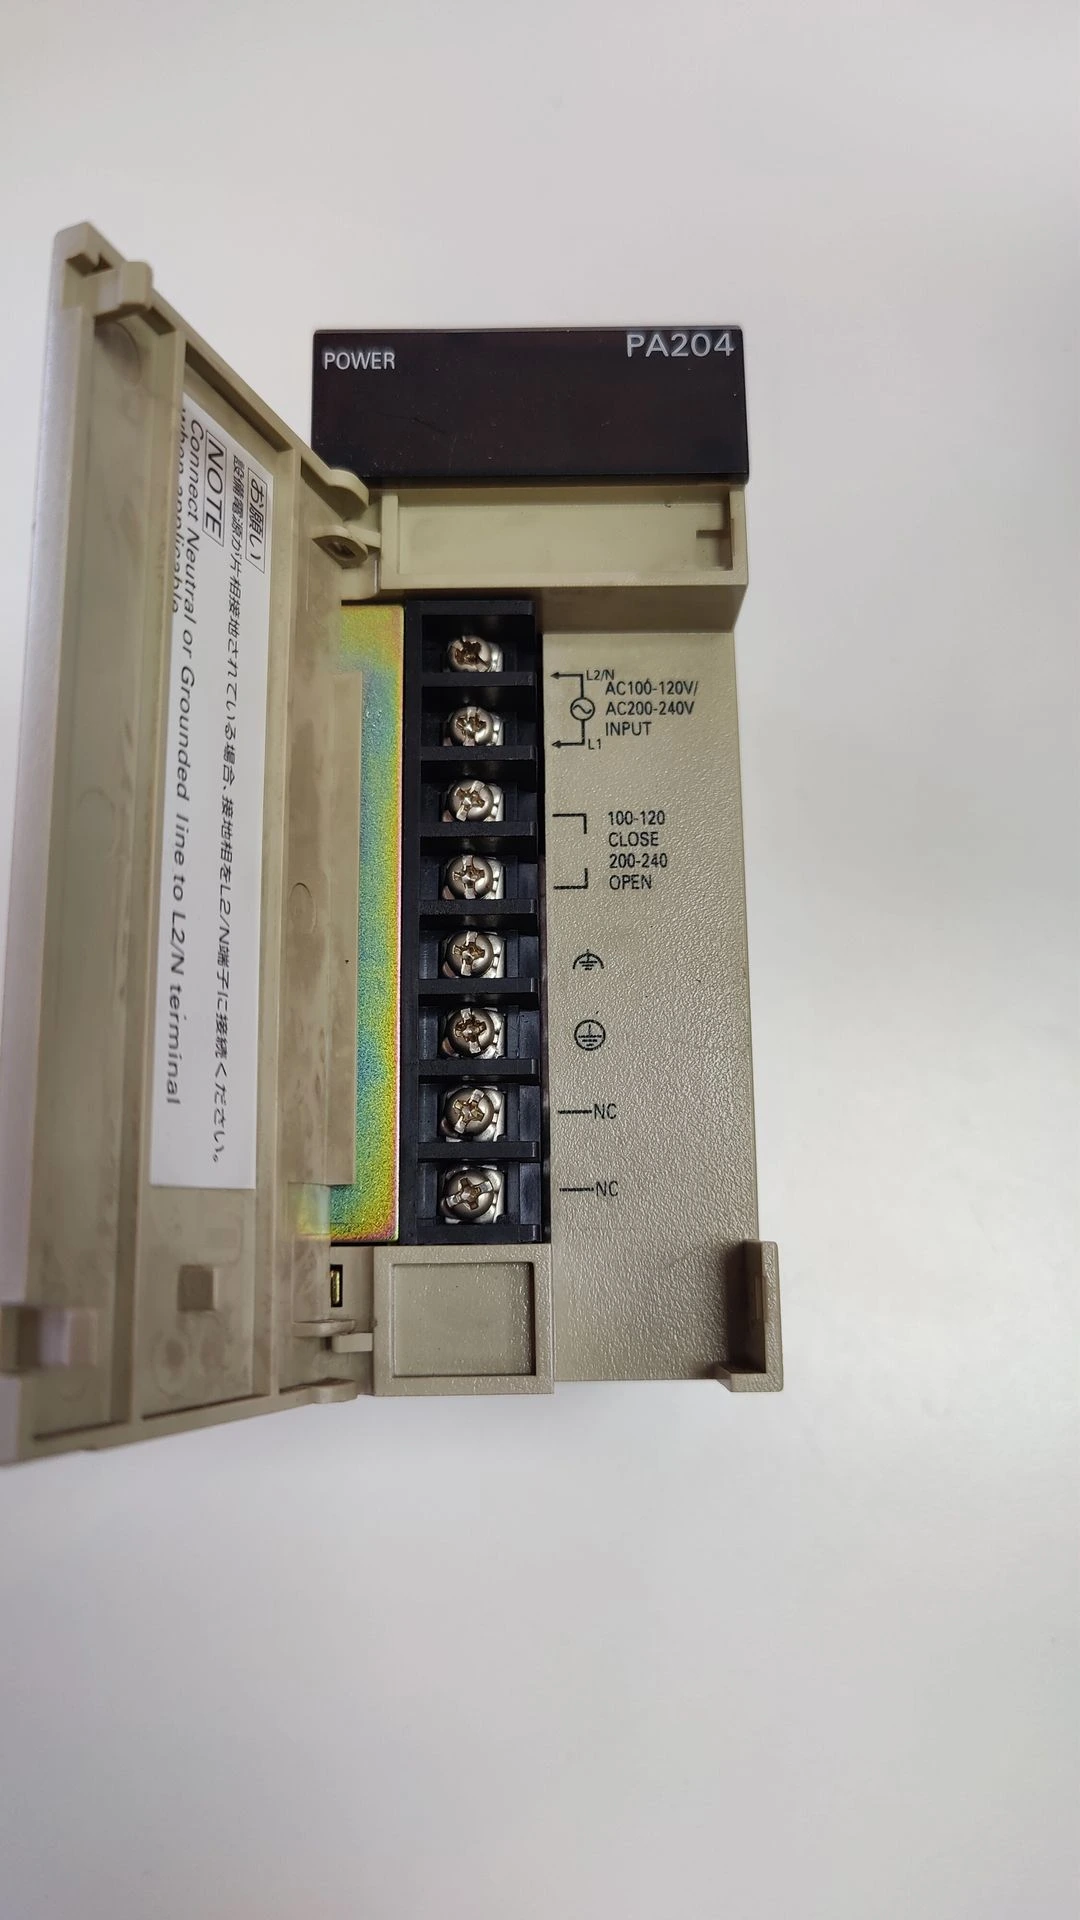 POWER
PA204
お願い
設備電源が片相接地されている場合、接地相をL2/N端子に接続ください。
NOTE
Connect Neutral or Grounded line to L2/N terminal
When applicable
L2/N
AC100-120V/
AC200-240V
INPUT
L1
100-120
CLOSE
200-240
OPEN
NC
NC